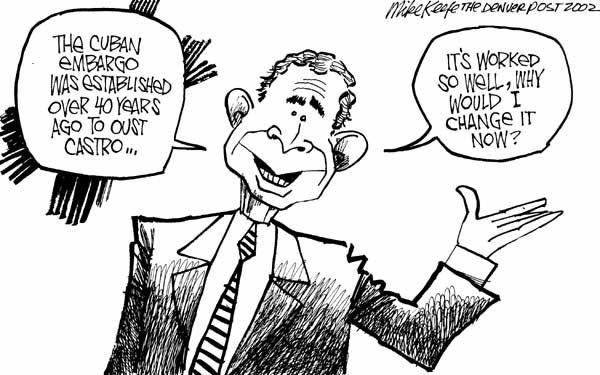 Mike Keefe THE DENVER POST 2002
THE CUBAN
EMBARGO
WAS ESTABLISHED
OVER 40 YEARS
AGO TO OUST
CASTRO...
IT'S WORKED
SO WELL, WHY
WOULD I
CHANGE IT
NOW?